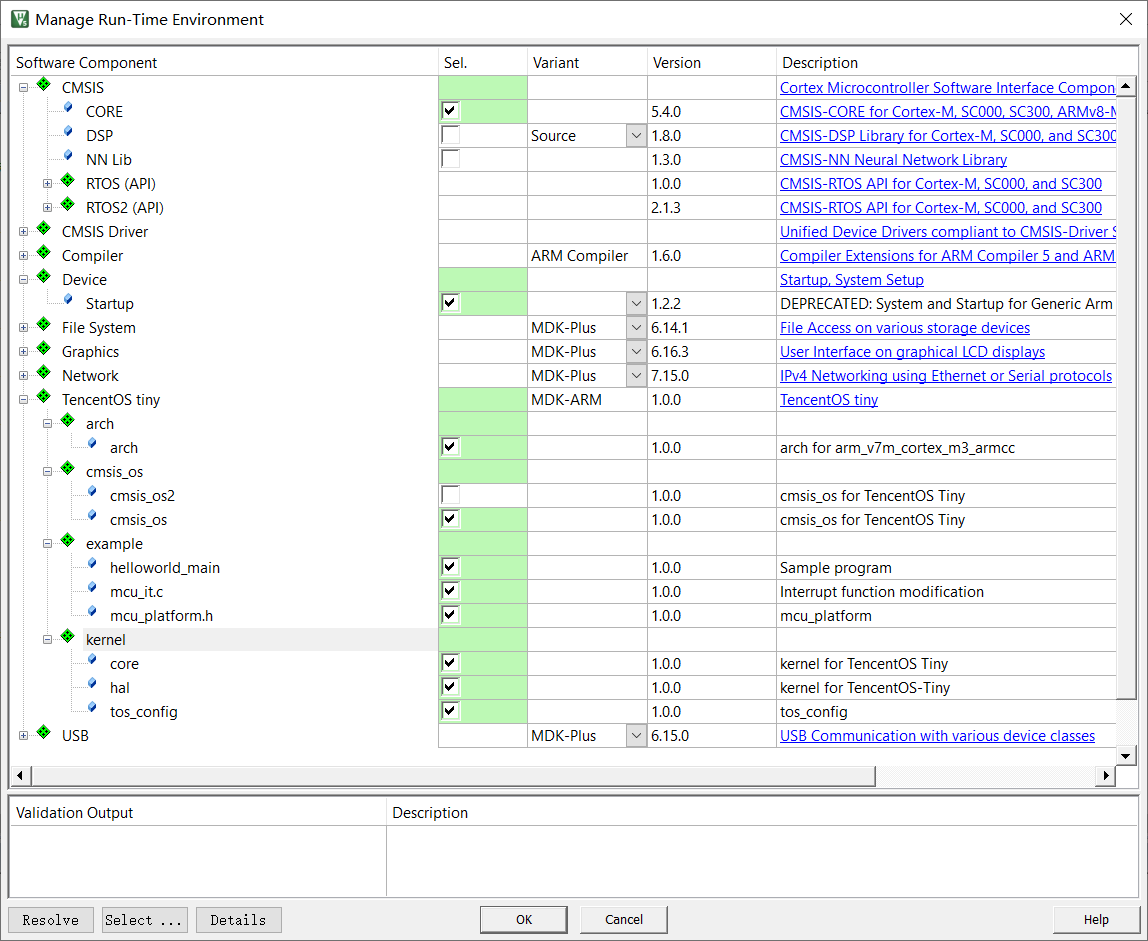 Manage Run-Time Environment
Software Component Sel. Variant Version Description
CMSIS Cortex Microcontroller Software Interface Compon
CORE 5.4.0 CMSIS-CORE for Cortex-M, SC000, SC300, ARMv8-M
DSP Source 1.8.0 CMSIS-DSP Library for Cortex-M, SC000, and SC300
NN Lib 1.3.0 CMSIS-NN Neural Network Library
RTOS (API) 1.0.0 CMSIS-RTOS API for Cortex-M, SC000, and SC300
RTOS2 (API) 2.1.3 CMSIS-RTOS API for Cortex-M, SC000, and SC300
CMSIS Driver Unified Device Drivers compliant to CMSIS-Driver S
Compiler ARM Compiler 1.6.0 Compiler Extensions for ARM Compiler 5 and ARM
Device Startup, System Setup
Startup 1.2.2 DEPRECATED: System and Startup for Generic Arm
File System MDK-Plus 6.14.1 File Access on various storage devices
Graphics MDK-Plus 6.16.3 User Interface on graphical LCD displays
Network MDK-Plus 7.15.0 IPv4 Networking using Ethernet or Serial protocols
TencentOS tiny MDK-ARM 1.0.0 TencentOS tiny
arch
arch 1.0.0 arch for arm_v7m_cortex_m3_armcc
cmsis_os
cmsis_os2 1.0.0 cmsis_os for TencentOS Tiny
cmsis_os 1.0.0 cmsis_os for TencentOS Tiny
example
helloworld_main 1.0.0 Sample program
mcu_it.c 1.0.0 Interrupt function modification
mcu_platform.h 1.0.0 mcu_platform
kernel
core 1.0.0 kernel for TencentOS Tiny
hal 1.0.0 kernel for TencentOS-Tiny
tos_config 1.0.0 tos_config
USB MDK-Plus 6.15.0 USB Communication with various device classes
Validation Output Description
Resolve Select ... Details OK Cancel Help